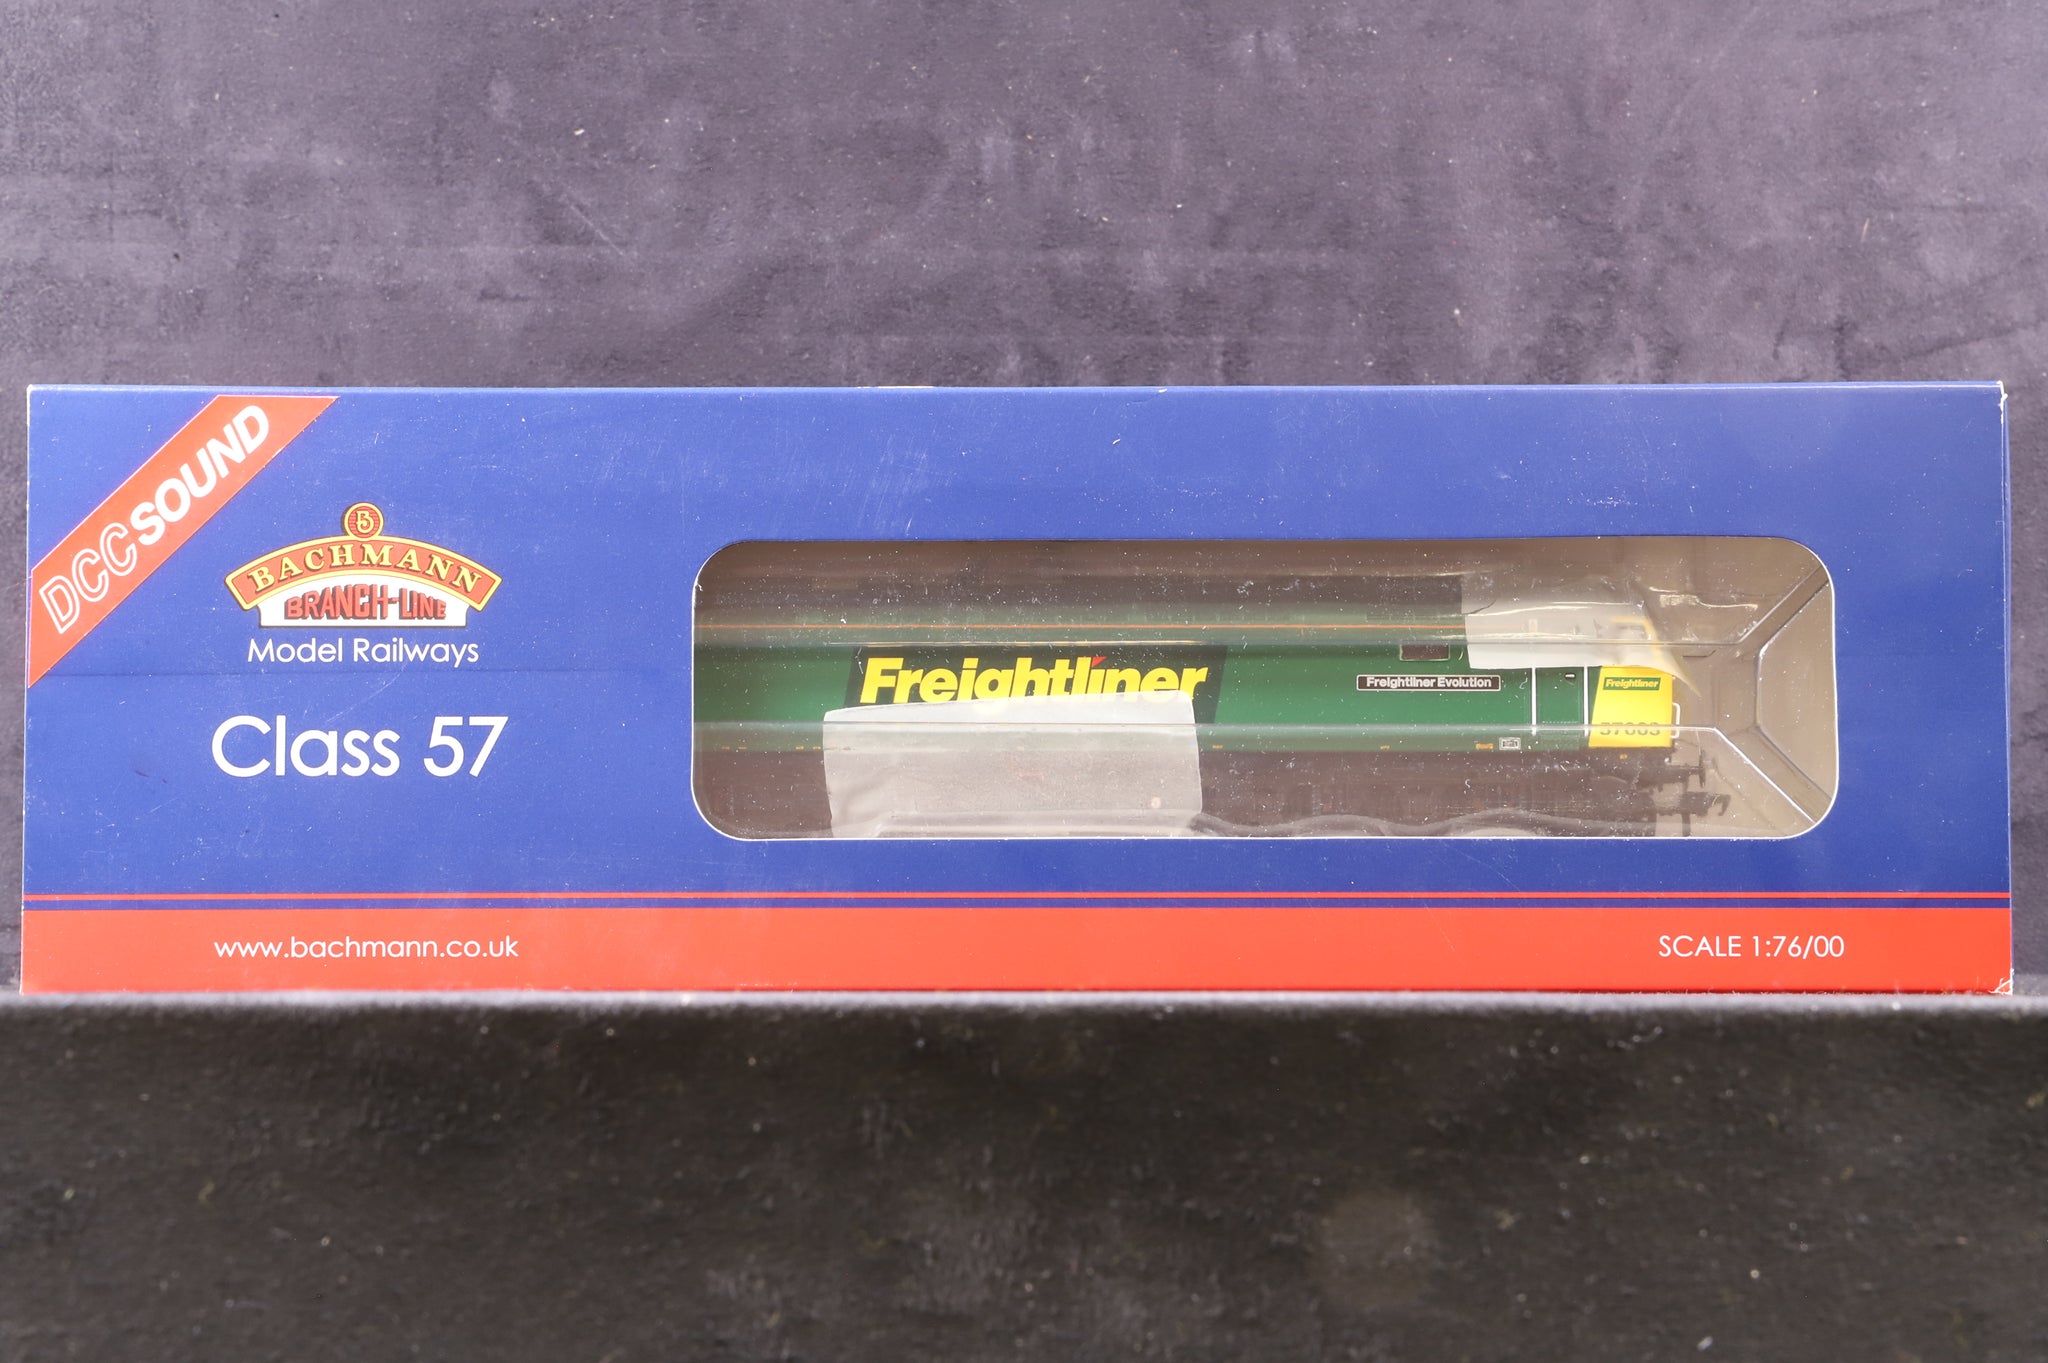 DCC SOUND
B
BACHMANN
BRANCH-LINE
Model Railways
Class 57
Freightliner
Freightliner Evolution
Freightliner
www.bachmann.co.uk
SCALE 1:76/00